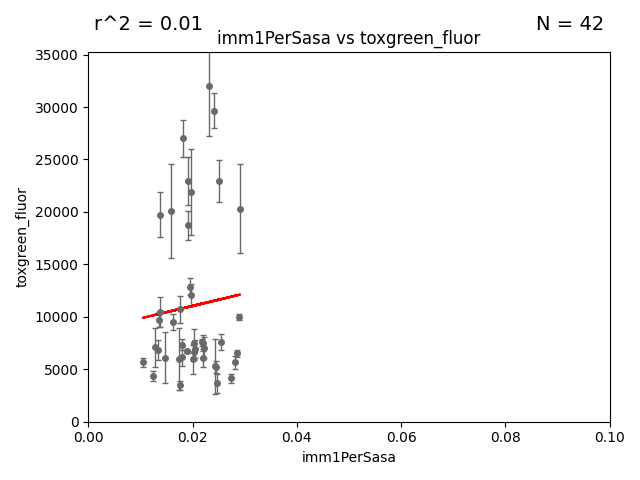 r^2 = 0.01
N = 42
imm1PerSasa vs toxgreen_fluor
toxgreen_fluor
35000
30000
25000
20000
15000
10000
5000
0
0.00 0.02 0.04 0.06 0.08 0.10
imm1PerSasa